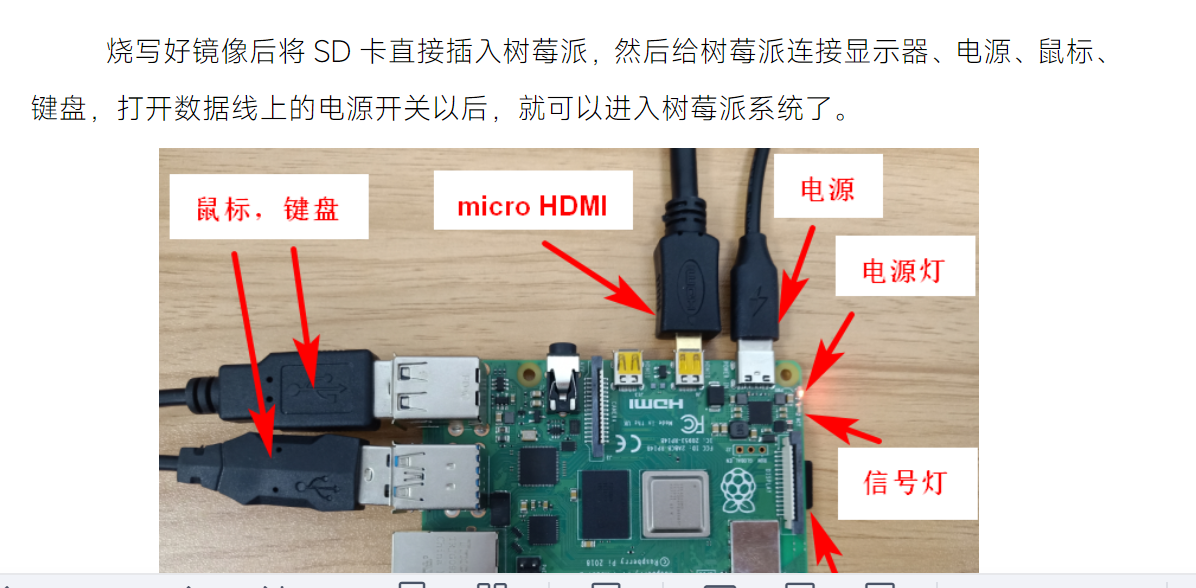 烧写好镜像后将 SD 卡直接插入树莓派，然后给树莓派连接显示器、电源、鼠标、
键盘，打开数据线上的电源开关以后，就可以进入树莓派系统了。
鼠标，键盘
micro HDMI
电源
电源灯
HDMI
信号灯
Raspberry Pi 2018